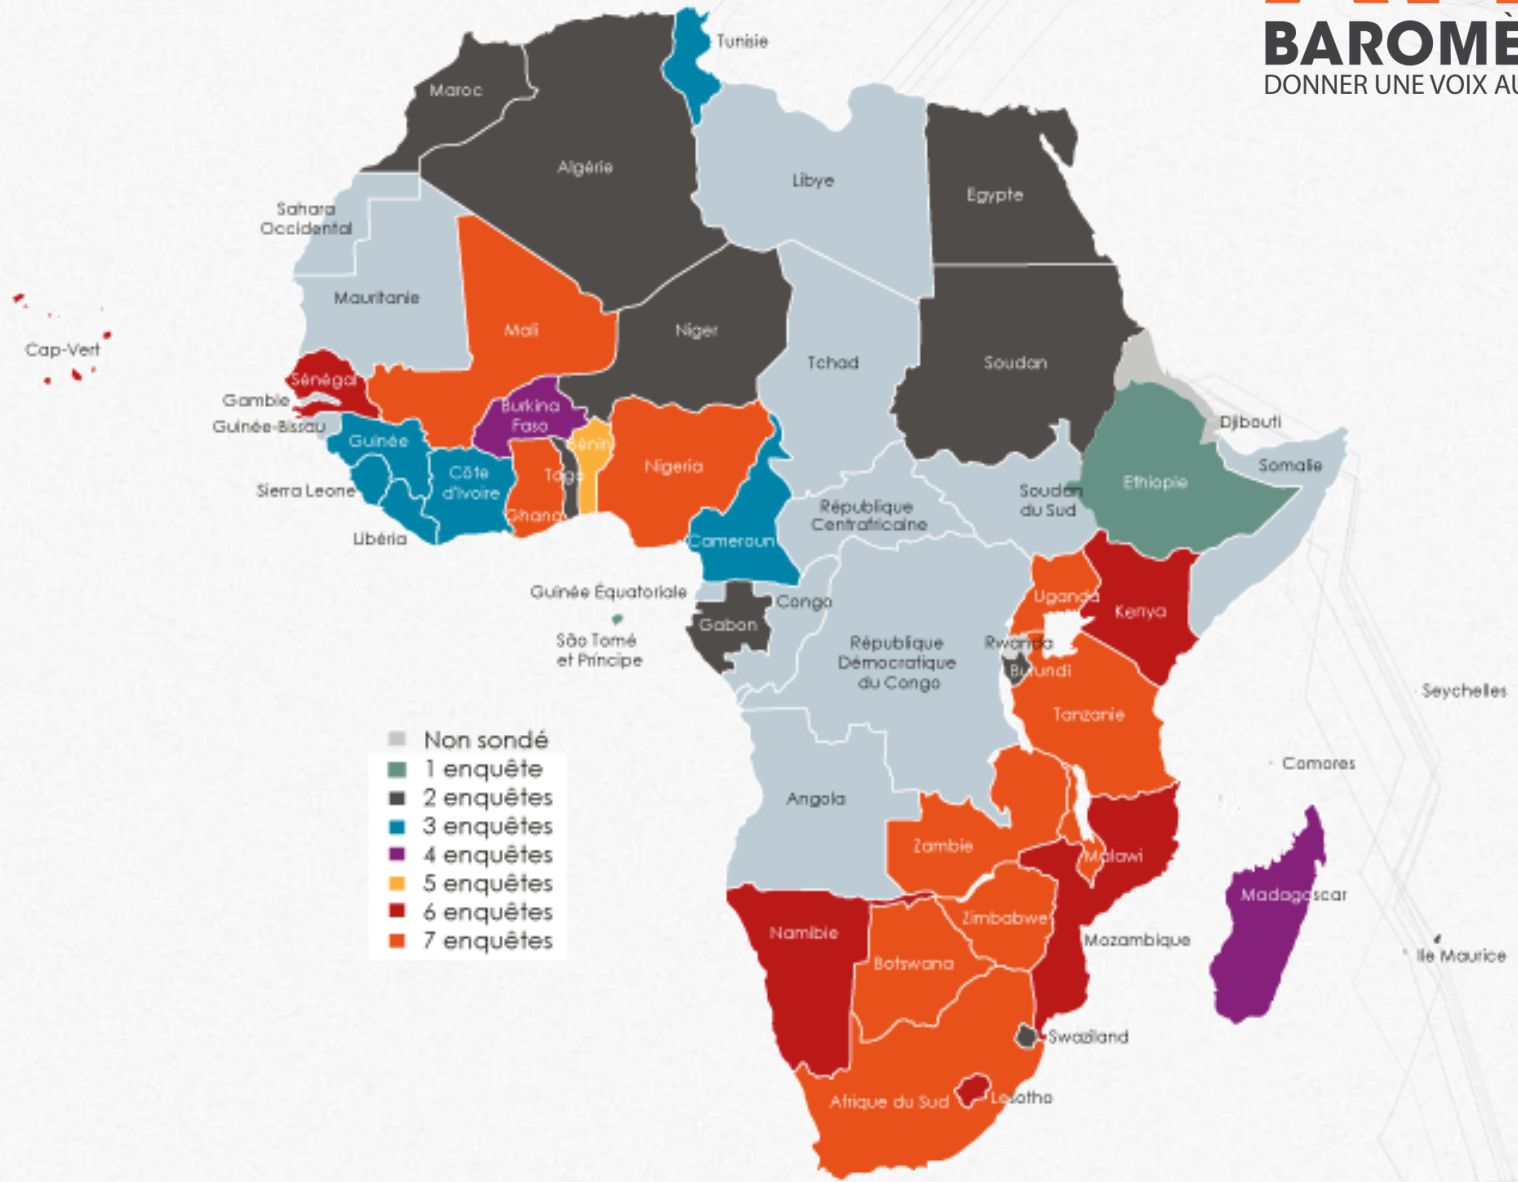 BAROMÈ
DONNER UNE VOIX AU
Tunisie
Maroc
Algérie
Libye
Egypte
Sahara
Occidental
Mauritanie
Mali
Niger
Tchad
Soudan
Cap-Vert
Sénégal
Gambie
Guinée-Bissau
Guinée
Sierra Leone
Libéria
Côte
d'Ivoire
Burkina
Faso
Ghana
Togo
Bénin
Nigeria
Cameroun
République
Centrafricaine
Soudan
du Sud
Ethiopie
Djibouti
Somalie
Guinée Équatoriale
São Tomé
et Príncipe
Gabon
Congo
République
Démocratique
du Congo
Uganda
Kenya
Rwanda
Burundi
Tanzanie
Seychelles
Comores
Angola
Zambie
Malawi
Mozambique
Zimbabwe
Namibie
Botswana
Madagascar
Ile Maurice
Swaziland
Lesotho
Afrique du Sud
Non sondé
1 enquête
2 enquêtes
3 enquêtes
4 enquêtes
5 enquêtes
6 enquêtes
7 enquêtes